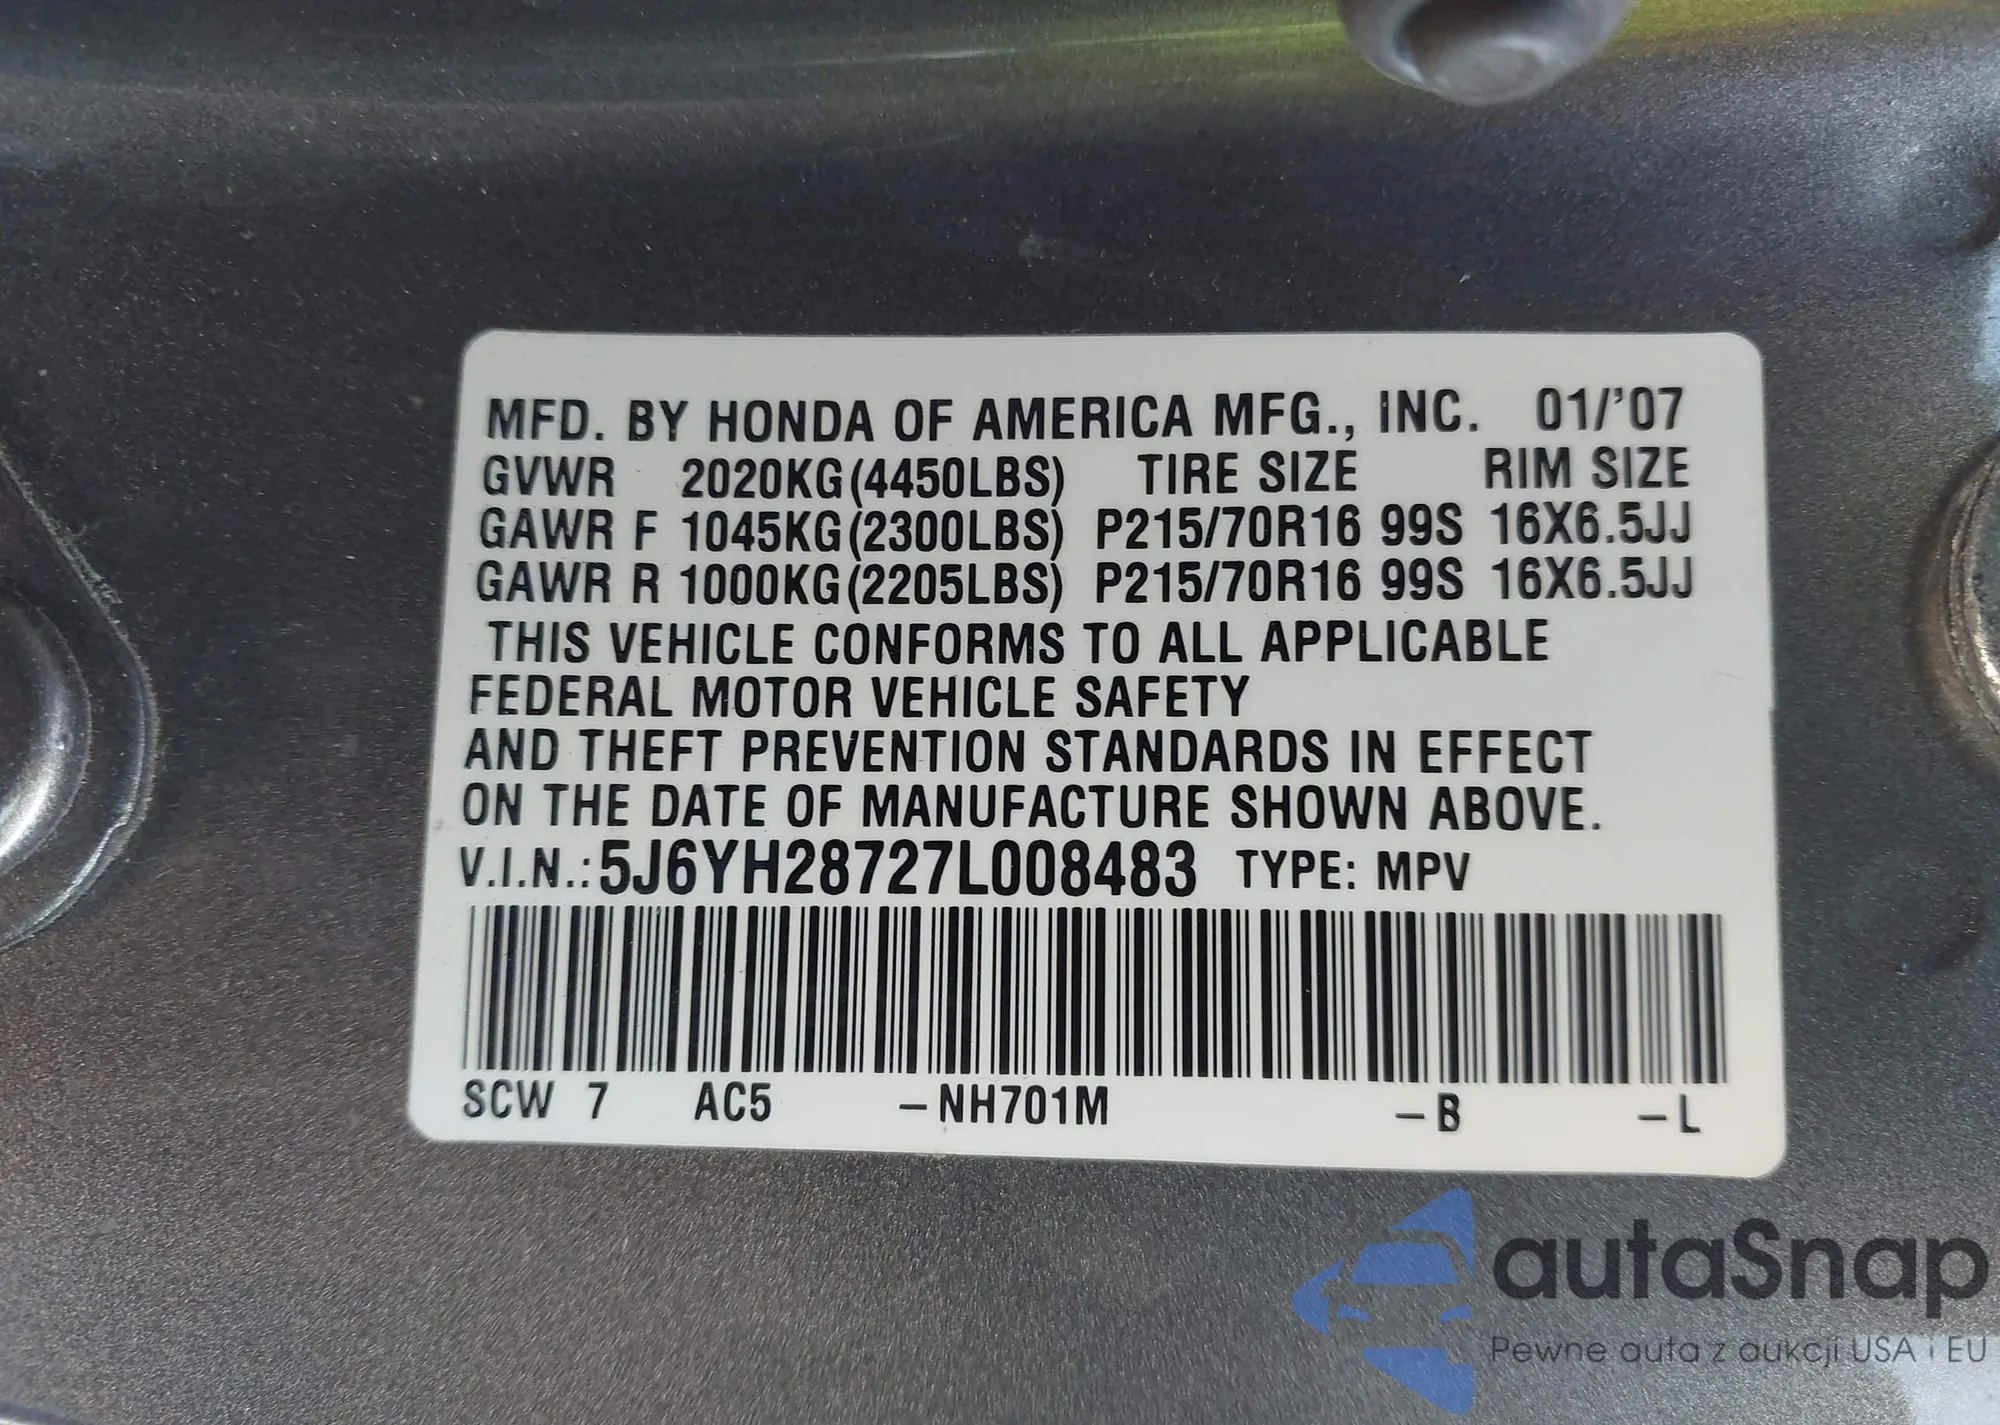 MFD. BY HONDA OF AMERICA MFG., INC. 01/'07
GVWR 2020KG(4450LBS) TIRE SIZE RIM SIZE
GAWR F 1045KG(2300LBS) P215/70R16 99S 16X6.5JJ
GAWR R 1000KG(2205LBS) P215/70R16 99S 16X6.5JJ
THIS VEHICLE CONFORMS TO ALL APPLICABLE
FEDERAL MOTOR VEHICLE SAFETY
AND THEFT PREVENTION STANDARDS IN EFFECT
ON THE DATE OF MANUFACTURE SHOWN ABOVE.
V.I.N.:5J6YH28727L008483 TYPE: MPV
SCW 7 AC5 –NH701M –B –L
autaSnap
Pewne auta z aukcji USA i EU